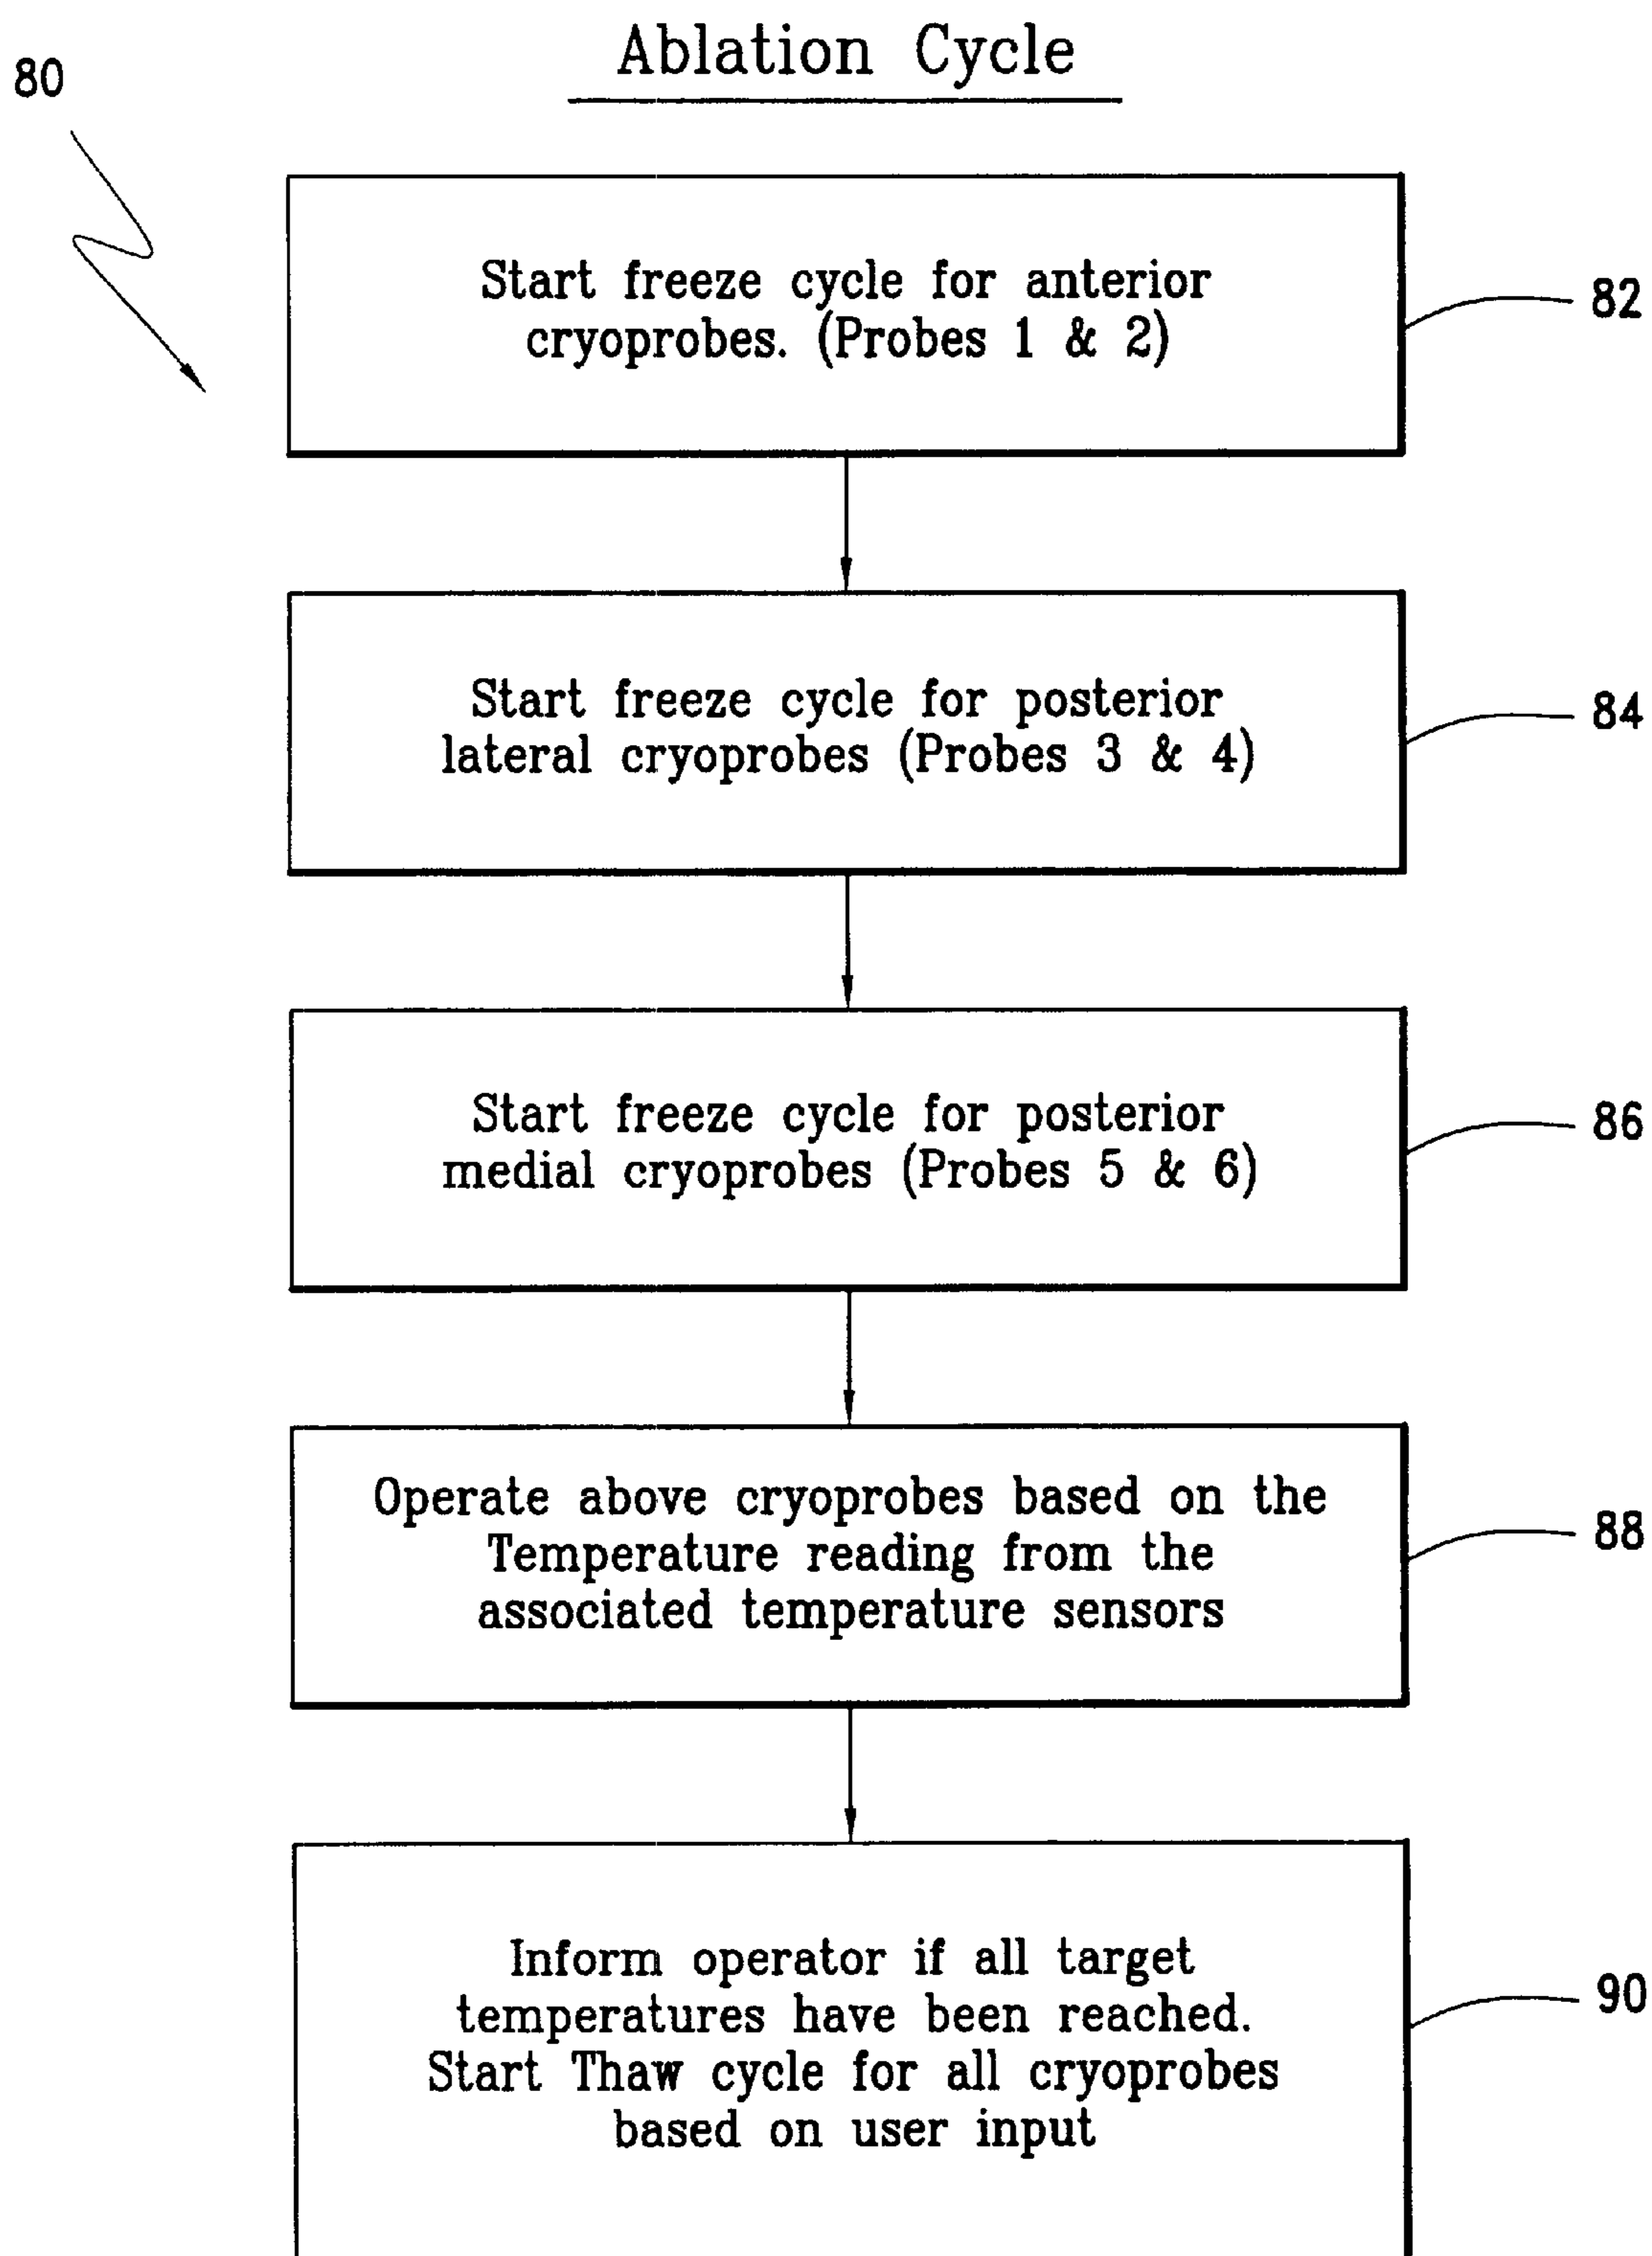 Ablation Cycle
80
Start freeze cycle for anterior
cryoprobes. (Probes 1 & 2)
82
Start freeze cycle for posterior
lateral cryoprobes (Probes 3 & 4)
84
Start freeze cycle for posterior
medial cryoprobes (Probes 5 & 6)
86
Operate above cryoprobes based on the
Temperature reading from the
associated temperature sensors
88
Inform operator if all target
temperatures have been reached.
Start Thaw cycle for all cryoprobes
based on user input
90